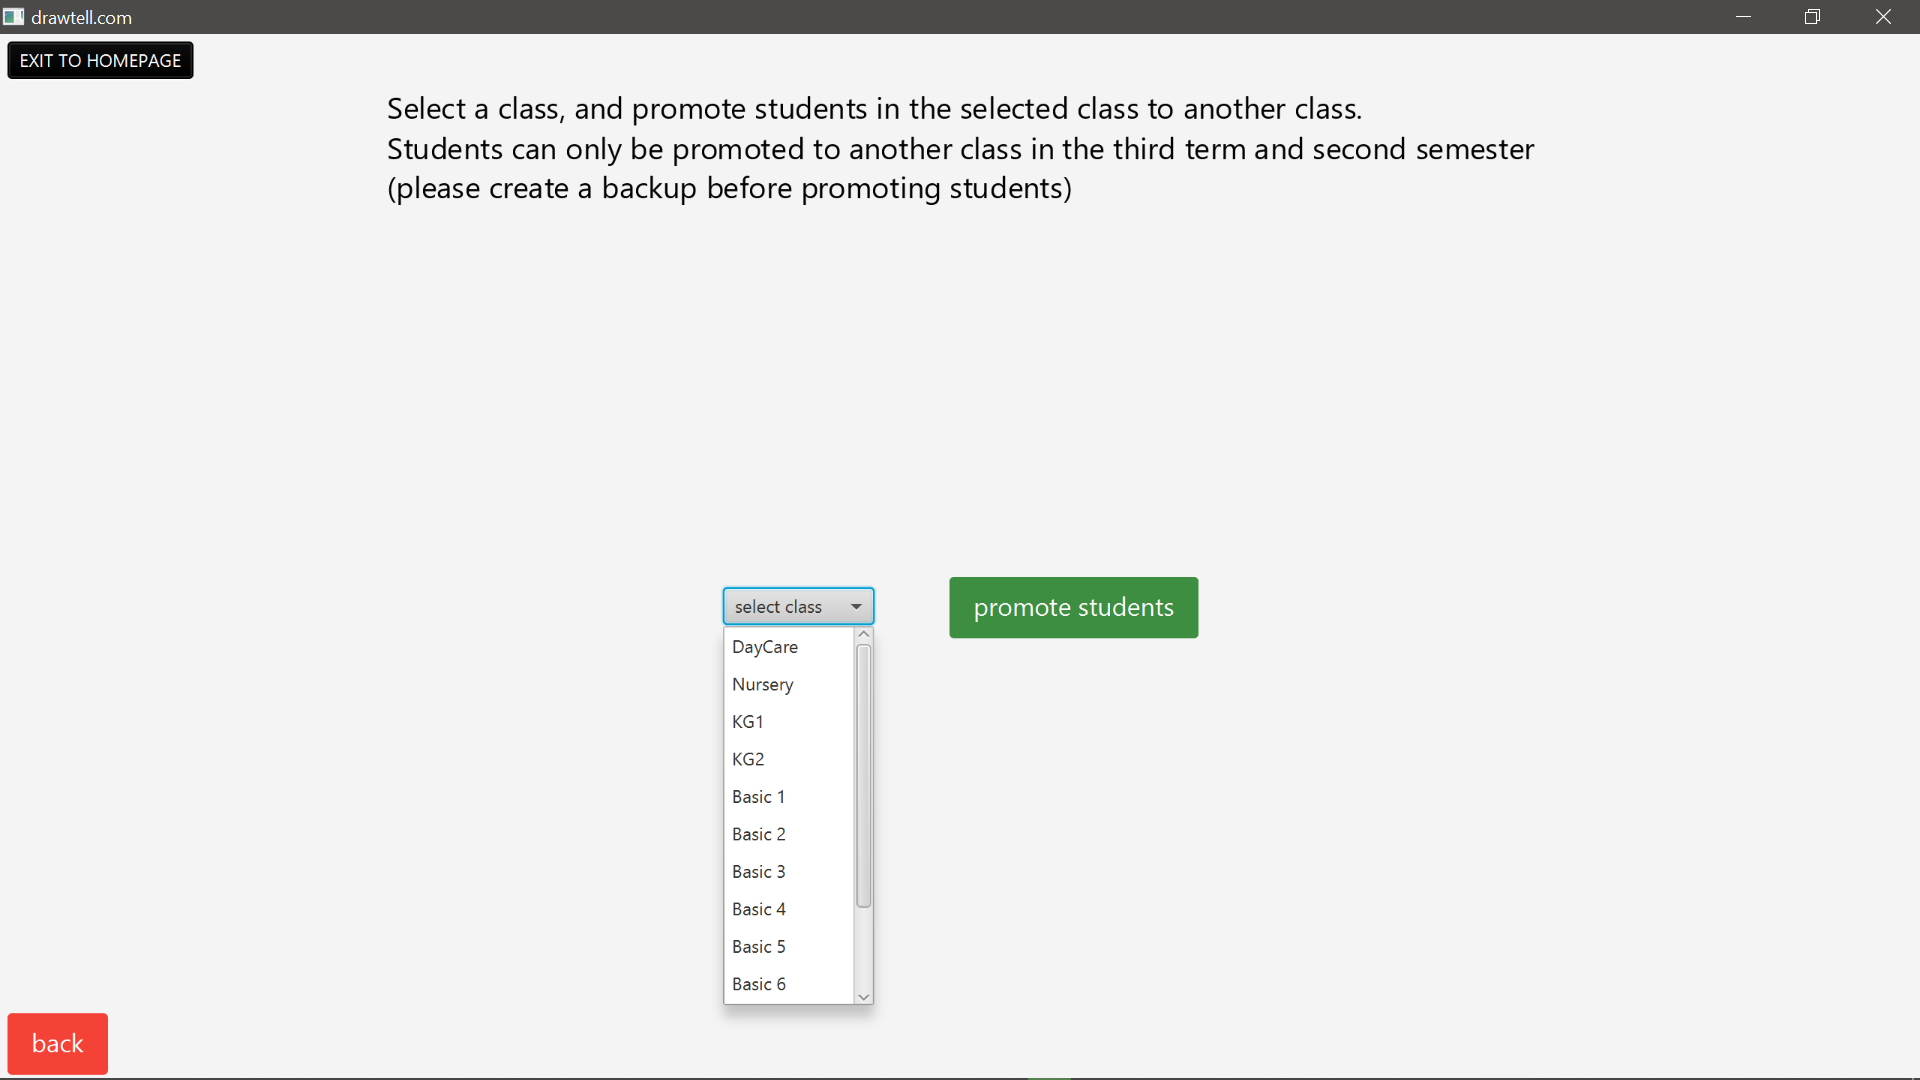 drawtell.com
EXIT TO HOMEPAGE
Select a class, and promote students in the selected class to another class.
Students can only be promoted to another class in the third term and second semester
(please create a backup before promoting students)
select class
promote students
DayCare
Nursery
KG1
KG2
Basic 1
Basic 2
Basic 3
Basic 4
Basic 5
Basic 6
back